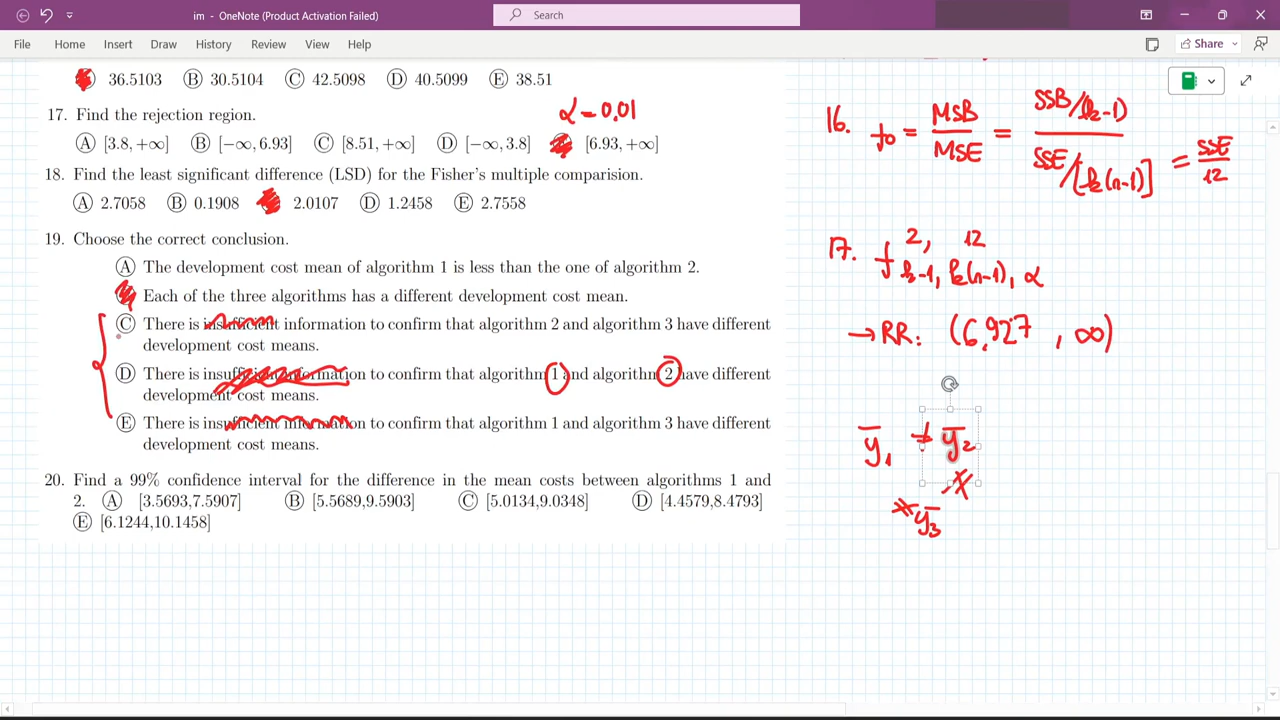 im - OneNote (Product Activation Failed)
Search
File Home Insert Draw History Review View Help
Share
36.5103 Ⓑ 30.5104 Ⓒ 42.5098 Ⓓ 40.5099 Ⓔ 38.51
17. Find the rejection region.
α = 0.01
Ⓐ [3.8, +∞] Ⓑ [−∞, 6.93] Ⓒ [8.51, +∞] Ⓓ [−∞, 3.8] [6.93, +∞]
18. Find the least significant difference (LSD) for the Fisher's multiple comparision.
Ⓐ 2.7058 Ⓑ 0.1908 2.0107 Ⓓ 1.2458 Ⓔ 2.7558
19. Choose the correct conclusion.
Ⓐ The development cost mean of algorithm 1 is less than the one of algorithm 2.
Each of the three algorithms has a different development cost mean.
Ⓒ There is insufficient information to confirm that algorithm 2 and algorithm 3 have different
development cost means.
Ⓓ There is insufficient information to confirm that algorithm 1 and algorithm 2 have different
development cost means.
Ⓔ There is insufficient information to confirm that algorithm 1 and algorithm 3 have different
development cost means.
20. Find a 99% confidence interval for the difference in the mean costs between algorithms 1 and
2. Ⓐ [3.5693,7.5907] Ⓑ [5.5689,9.5903] Ⓒ [5.0134,9.0348] Ⓓ [4.4579,8.4793]
Ⓔ [6.1244,10.1458]
16. f0 = MSB / MSE = SSB/(k-1) / SSE/[k(n-1)] = SSE / 12
17. f
2, 12
k-1, k(n-1), α
→ RR: (6,927, ∞)
ȳ1 ≠ ȳ2
≠
≠ ȳ3